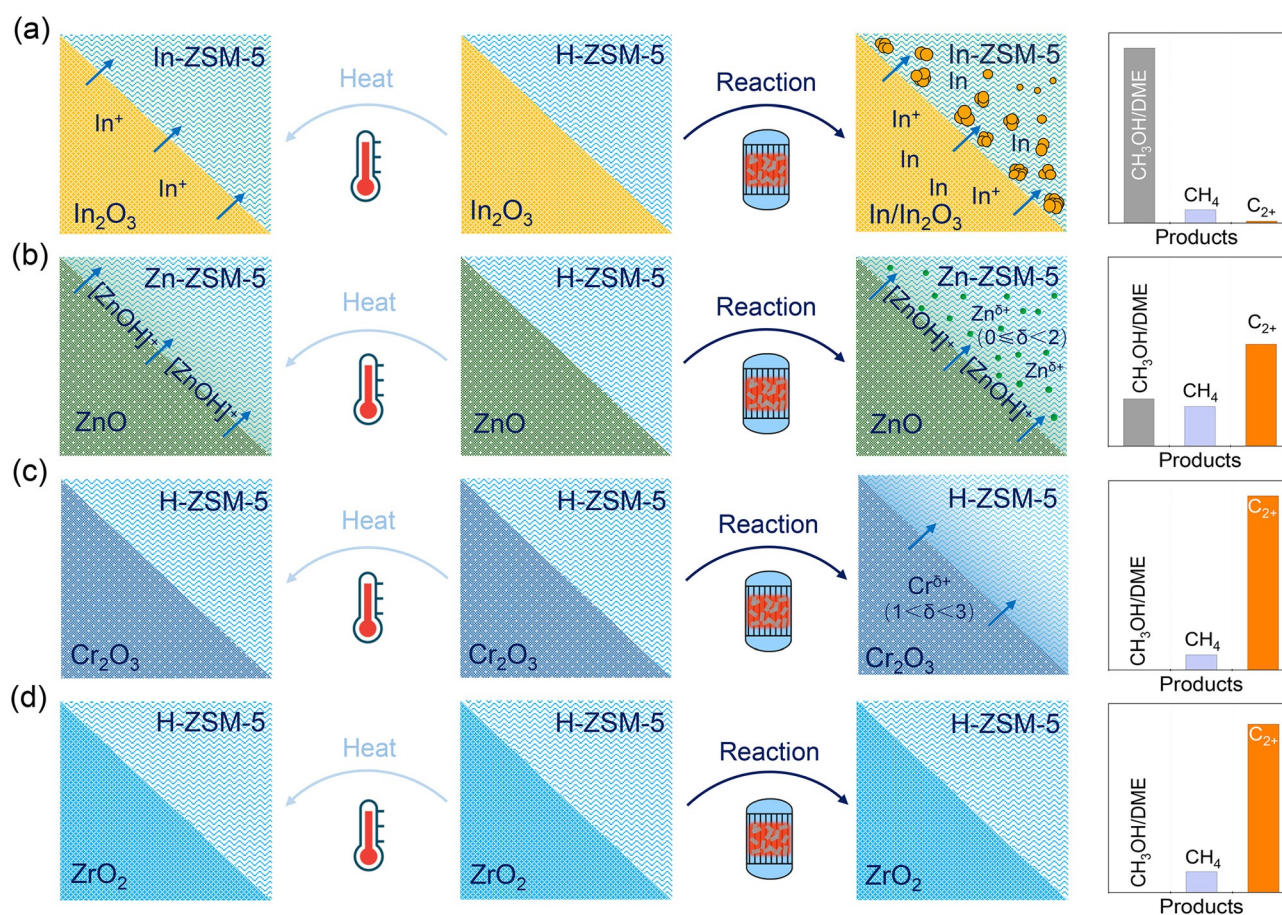 (a)
In-ZSM-5
In⁺
In⁺
In₂O₃
Heat
H-ZSM-5
In₂O₃
Reaction
In-ZSM-5
In
In⁺
In
In
In
In⁺
In/In₂O₃
CH₃OH/DME
CH₄
C₂₊
Products
(b)
Zn-ZSM-5
[ZnOH]⁺
[ZnOH]⁺
ZnO
Heat
H-ZSM-5
ZnO
Reaction
Zn-ZSM-5
Zn^δ+
(0≤δ<2)
[ZnOH]⁺
[ZnOH]⁺
Zn^δ+
ZnO
CH₃OH/DME
CH₄
C₂₊
Products
(c)
H-ZSM-5
Cr₂O₃
Heat
H-ZSM-5
Cr₂O₃
Reaction
H-ZSM-5
Cr^δ+
(1<δ<3)
Cr₂O₃
CH₃OH/DME
CH₄
C₂₊
Products
(d)
H-ZSM-5
ZrO₂
Heat
H-ZSM-5
ZrO₂
Reaction
H-ZSM-5
ZrO₂
CH₃OH/DME
CH₄
C₂₊
Products